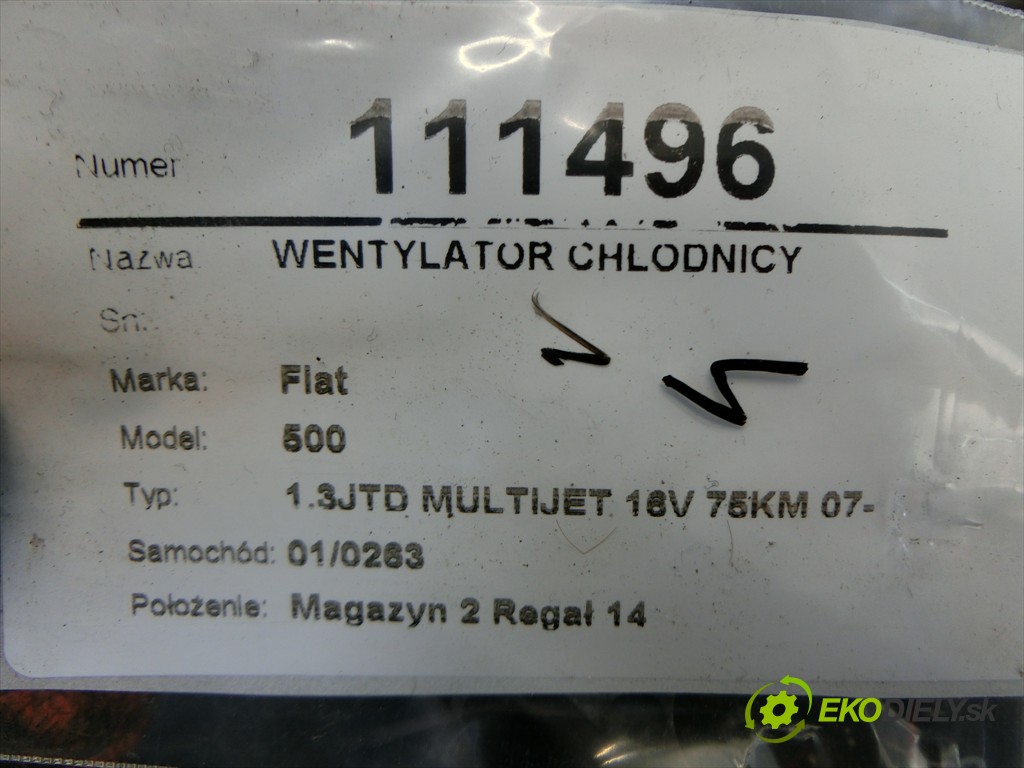 Numer 111496
Nazwa WENTYLATOR CHLODNICY
Sn:
Marka: Fiat
Model: 500
Typ: 1.3JTD MULTIJET 16V 75KM 07-
Samochód: 01/0263
Położenie: Magazyn 2 Regał 14
EKODIELY.sk